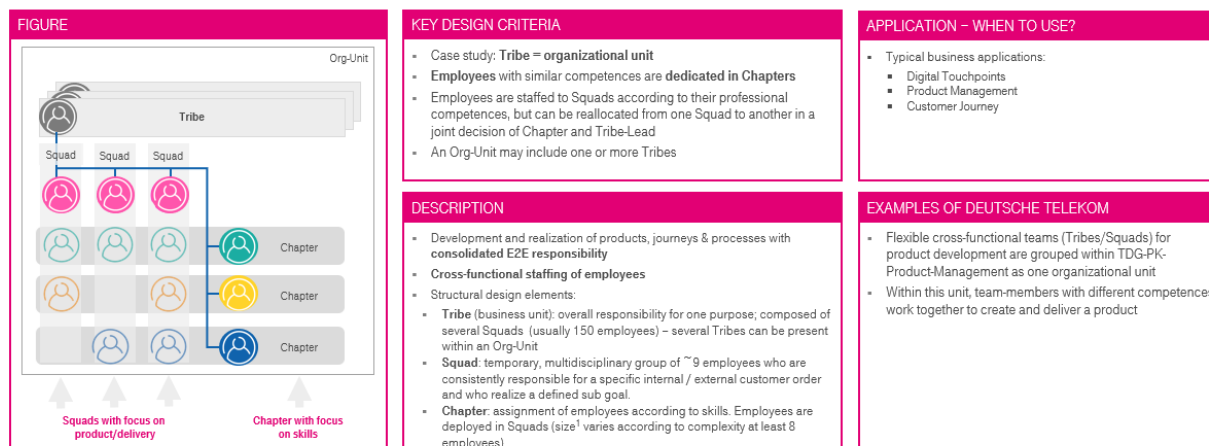 FIGURE
Org-Unit
Tribe
Squad
Squad
Squad
Chapter
Chapter
Chapter
Squads with focus on
product/delivery
Chapter with focus
on skills
KEY DESIGN CRITERIA
▪ Case study: Tribe = organizational unit
▪ Employees with similar competences are dedicated in Chapters
▪ Employees are staffed to Squads according to their professional
competences, but can be reallocated from one Squad to another in a
joint decision of Chapter and Tribe-Lead
▪ An Org-Unit may include one or more Tribes
DESCRIPTION
▪ Development and realization of products, journeys & processes with
consolidated E2E responsibility
▪ Cross-functional staffing of employees
▪ Structural design elements:
▪ Tribe (business unit): overall responsibility for one purpose; composed of
several Squads (usually 150 employees) – several Tribes can be present
within an Org-Unit
▪ Squad: temporary, multidisciplinary group of ~9 employees who are
consistently responsible for a specific internal / external customer order
and who realize a defined sub goal.
▪ Chapter: assignment of employees according to skills. Employees are
deployed in Squads (size¹ varies according to complexity at least 8
employees)
APPLICATION – WHEN TO USE?
▪ Typical business applications:
▪ Digital Touchpoints
▪ Product Management
▪ Customer Journey
EXAMPLES OF DEUTSCHE TELEKOM
▪ Flexible cross-functional teams (Tribes/Squads) for
product development are grouped within TDG-PK-
Product-Management as one organizational unit
▪ Within this unit, team-members with different competences
work together to create and deliver a product